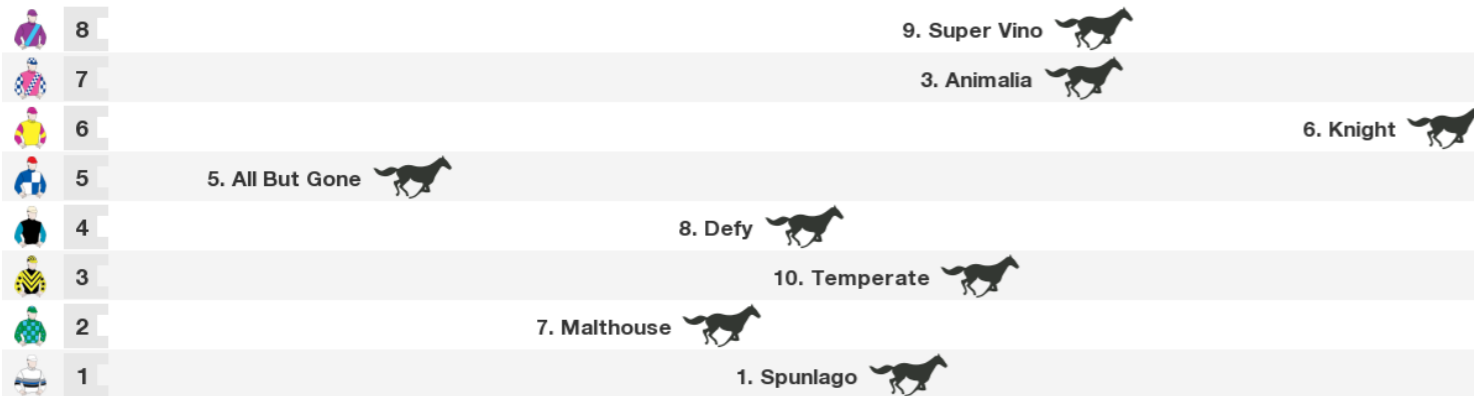 8 9. Super Vino
7 3. Animalia
6 6. Knight
5 5. All But Gone
4 8. Defy
3 10. Temperate
2 7. Malthouse
1 1. Spunlago